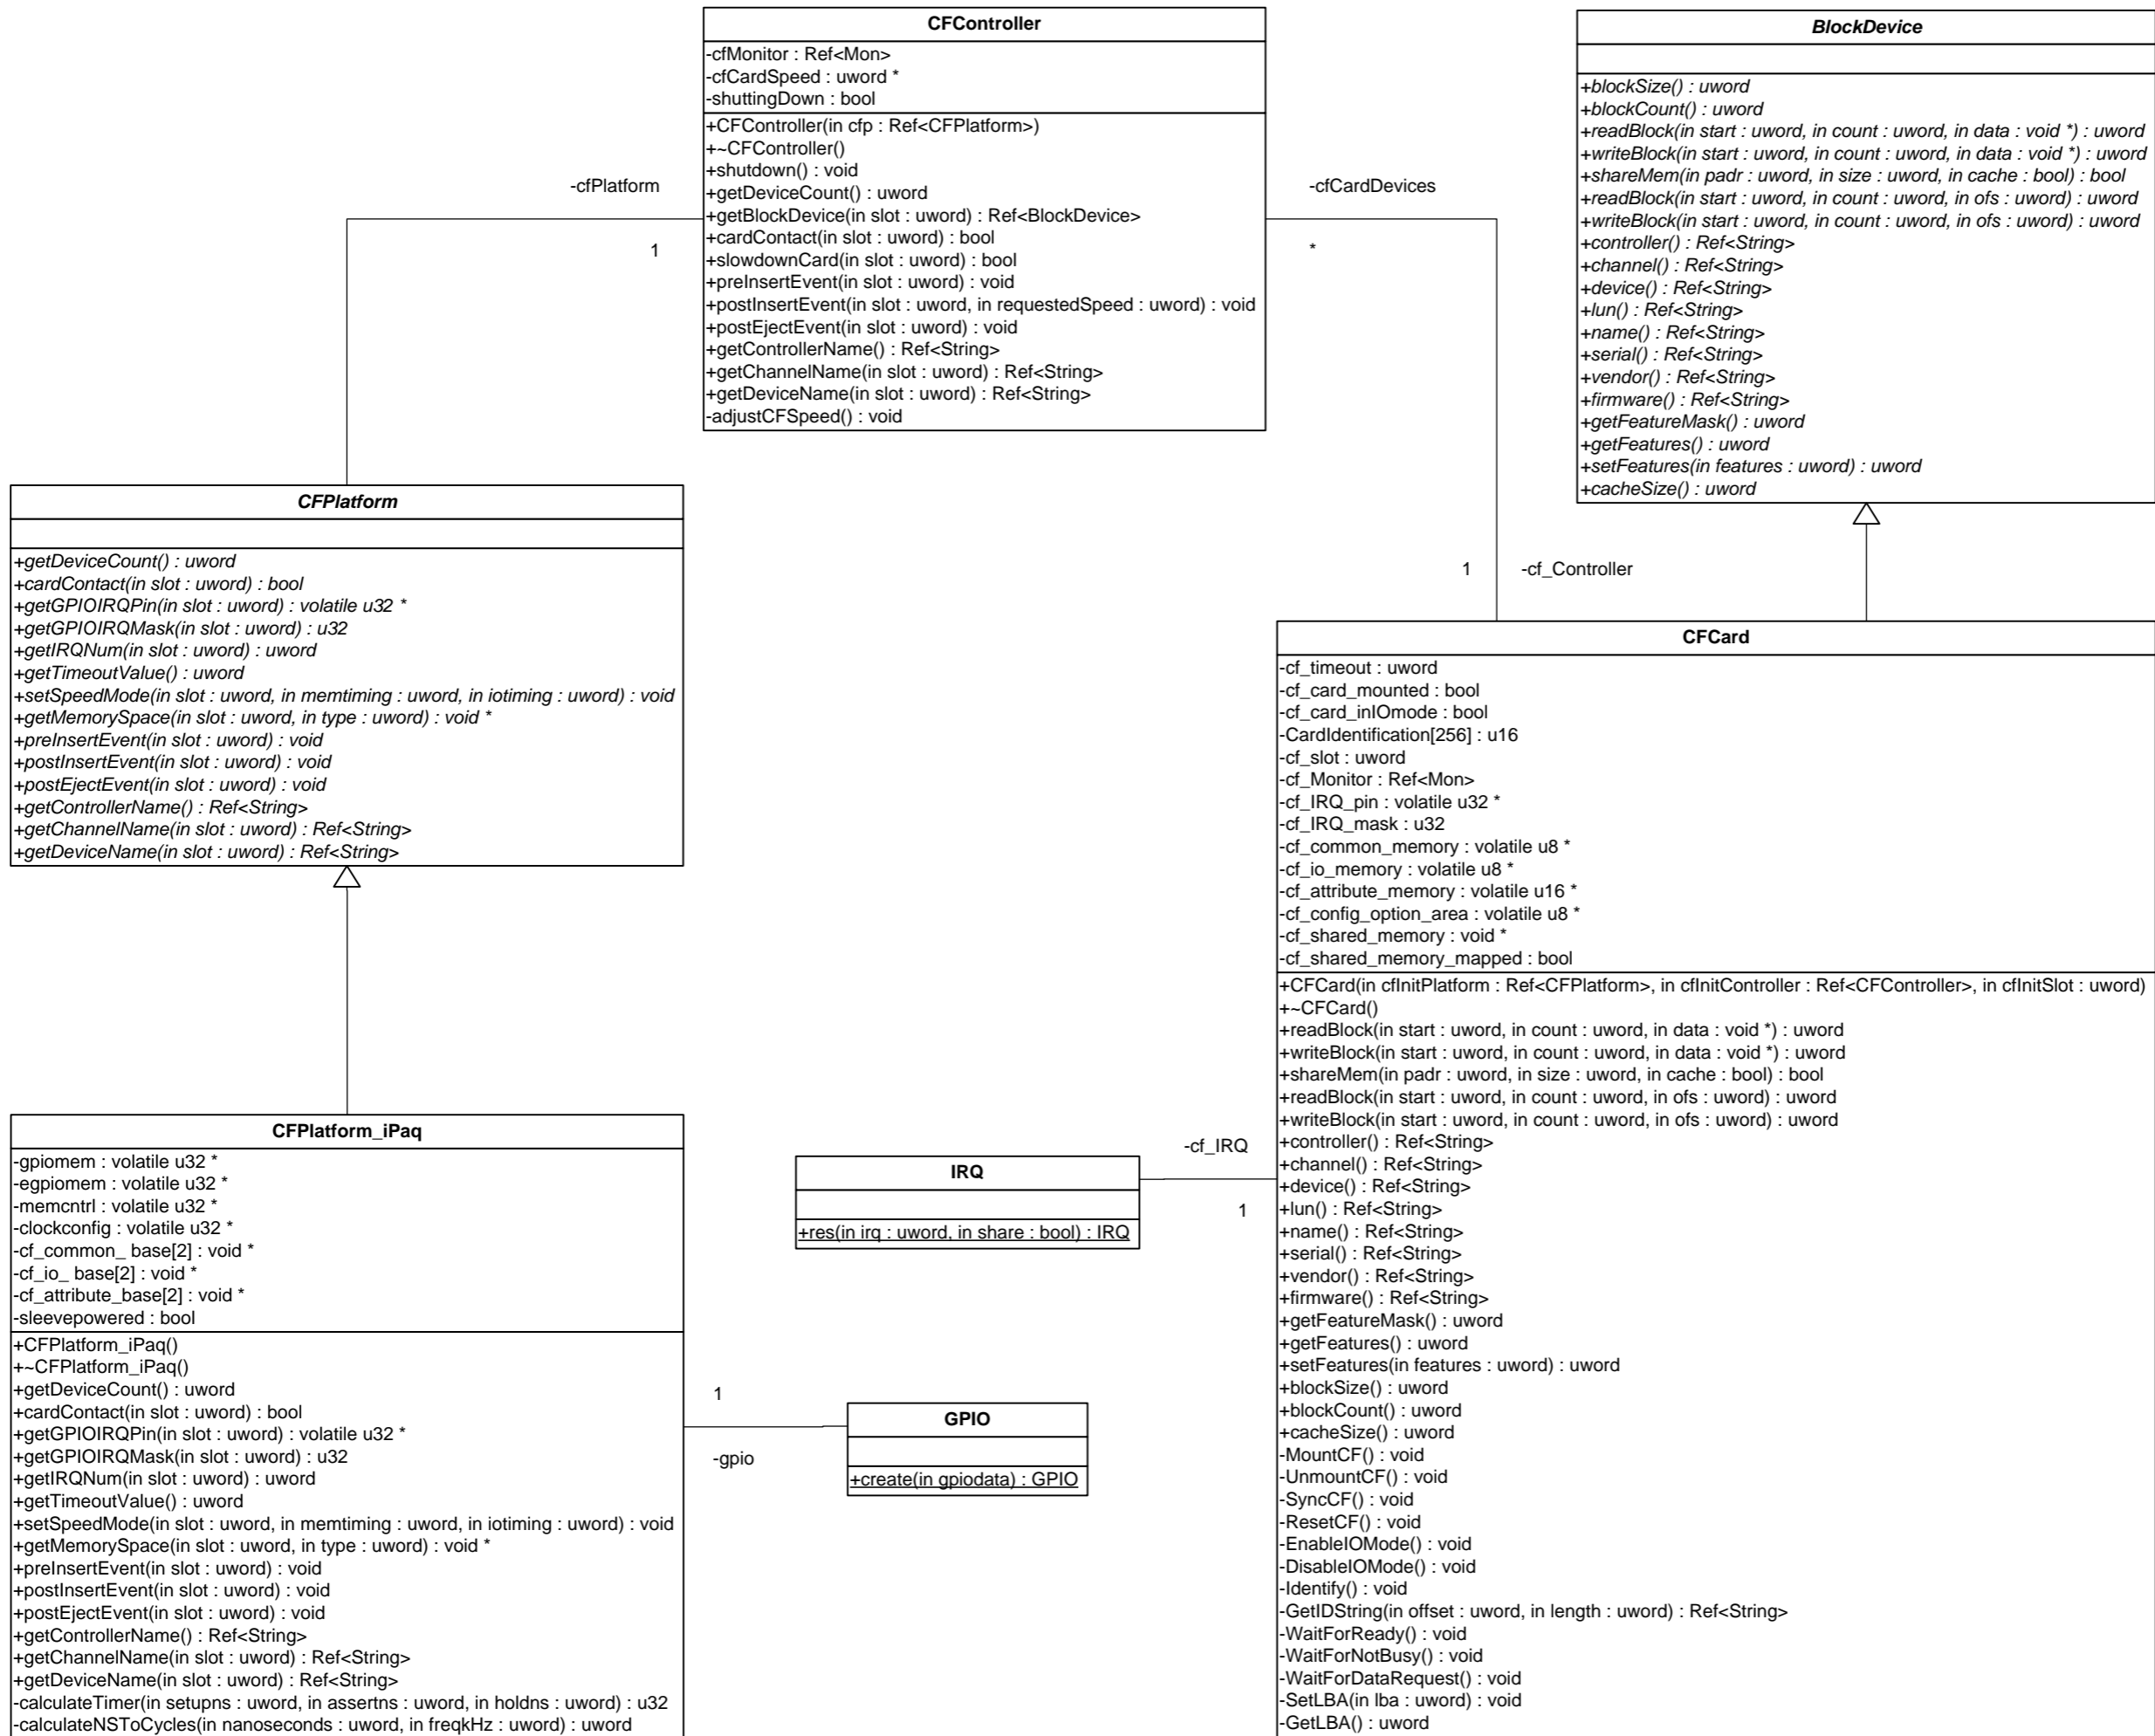 CFController
-cfMonitor : Ref<Mon>
-cfCardSpeed : uword *
-shuttingDown : bool
+CFController(in cfp : Ref<CFPlatform>)
+~CFController()
+shutdown() : void
+getDeviceCount() : uword
+getBlockDevice(in slot : uword) : Ref<BlockDevice>
+cardContact(in slot : uword) : bool
+slowdownCard(in slot : uword) : bool
+preInsertEvent(in slot : uword) : void
+postInsertEvent(in slot : uword, in requestedSpeed : uword) : void
+postEjectEvent(in slot : uword) : void
+getControllerName() : Ref<String>
+getChannelName(in slot : uword) : Ref<String>
+getDeviceName(in slot : uword) : Ref<String>
-adjustCFSpeed() : void
BlockDevice
+blockSize() : uword
+blockCount() : uword
+readBlock(in start : uword, in count : uword, in data : void *) : uword
+writeBlock(in start : uword, in count : uword, in data : void *) : uword
+shareMem(in padr : uword, in size : uword, in cache : bool) : bool
+readBlock(in start : uword, in count : uword, in ofs : uword) : uword
+writeBlock(in start : uword, in count : uword, in ofs : uword) : uword
+controller() : Ref<String>
+channel() : Ref<String>
+device() : Ref<String>
+lun() : Ref<String>
+name() : Ref<String>
+serial() : Ref<String>
+vendor() : Ref<String>
+firmware() : Ref<String>
+getFeatureMask() : uword
+getFeatures() : uword
+setFeatures(in features : uword) : uword
+cacheSize() : uword
-cfPlatform
1
-cfCardDevices
*
1
-cf_Controller
CFPlatform
+getDeviceCount() : uword
+cardContact(in slot : uword) : bool
+getGPIOIRQPin(in slot : uword) : volatile u32 *
+getGPIOIRQMask(in slot : uword) : u32
+getIRQNum(in slot : uword) : uword
+getTimeoutValue() : uword
+setSpeedMode(in slot : uword, in memtiming : uword, in iotiming : uword) : void
+getMemorySpace(in slot : uword, in type : uword) : void *
+preInsertEvent(in slot : uword) : void
+postInsertEvent(in slot : uword) : void
+postEjectEvent(in slot : uword) : void
+getControllerName() : Ref<String>
+getChannelName(in slot : uword) : Ref<String>
+getDeviceName(in slot : uword) : Ref<String>
CFCard
-cf_timeout : uword
-cf_card_mounted : bool
-cf_card_inIOmode : bool
-CardIdentification[256] : u16
-cf_slot : uword
-cf_Monitor : Ref<Mon>
-cf_IRQ_pin : volatile u32 *
-cf_IRQ_mask : u32
-cf_common_memory : volatile u8 *
-cf_io_memory : volatile u8 *
-cf_attribute_memory : volatile u16 *
-cf_config_option_area : volatile u8 *
-cf_shared_memory : void *
-cf_shared_memory_mapped : bool
+CFCard(in cfInitPlatform : Ref<CFPlatform>, in cfInitController : Ref<CFController>, in cfInitSlot : uword)
+~CFCard()
+readBlock(in start : uword, in count : uword, in data : void *) : uword
+writeBlock(in start : uword, in count : uword, in data : void *) : uword
+shareMem(in padr : uword, in size : uword, in cache : bool) : bool
+readBlock(in start : uword, in count : uword, in ofs : uword) : uword
+writeBlock(in start : uword, in count : uword, in ofs : uword) : uword
+controller() : Ref<String>
+channel() : Ref<String>
+device() : Ref<String>
+lun() : Ref<String>
+name() : Ref<String>
+serial() : Ref<String>
+vendor() : Ref<String>
+firmware() : Ref<String>
+getFeatureMask() : uword
+getFeatures() : uword
+setFeatures(in features : uword) : uword
+blockSize() : uword
+blockCount() : uword
+cacheSize() : uword
-MountCF() : void
-UnmountCF() : void
-SyncCF() : void
-ResetCF() : void
-EnableIOMode() : void
-DisableIOMode() : void
-Identify() : void
-GetIDString(in offset : uword, in length : uword) : Ref<String>
-WaitForReady() : void
-WaitForNotBusy() : void
-WaitForDataRequest() : void
-SetLBA(in lba : uword) : void
-GetLBA() : uword
CFPlatform_iPaq
-gpiomem : volatile u32 *
-egpiomem : volatile u32 *
-memcntrl : volatile u32 *
-clockconfig : volatile u32 *
-cf_common_ base[2] : void *
-cf_io_ base[2] : void *
-cf_attribute_base[2] : void *
-sleevepowered : bool
+CFPlatform_iPaq()
+~CFPlatform_iPaq()
+getDeviceCount() : uword
+cardContact(in slot : uword) : bool
+getGPIOIRQPin(in slot : uword) : volatile u32 *
+getGPIOIRQMask(in slot : uword) : u32
+getIRQNum(in slot : uword) : uword
+getTimeoutValue() : uword
+setSpeedMode(in slot : uword, in memtiming : uword, in iotiming : uword) : void
+getMemorySpace(in slot : uword, in type : uword) : void *
+preInsertEvent(in slot : uword) : void
+postInsertEvent(in slot : uword) : void
+postEjectEvent(in slot : uword) : void
+getControllerName() : Ref<String>
+getChannelName(in slot : uword) : Ref<String>
+getDeviceName(in slot : uword) : Ref<String>
-calculateTimer(in setupns : uword, in assertns : uword, in holdns : uword) : u32
-calculateNSToCycles(in nanoseconds : uword, in freqkHz : uword) : uword
IRQ
+res(in irq : uword, in share : bool) : IRQ
-cf_IRQ
1
1
-gpio
GPIO
+create(in gpiodata) : GPIO